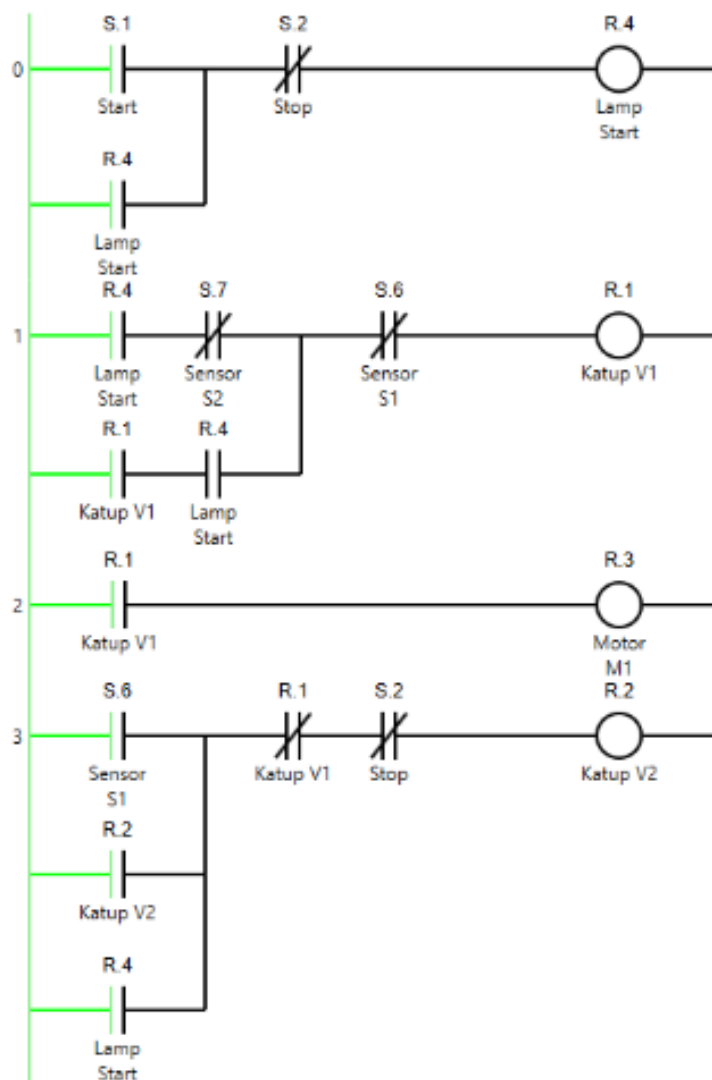 S.1 S.2 R.4
0
Start Stop Lamp
Start
R.4
Lamp
Start
R.4 S.7 S.6 R.1
1
Lamp Sensor Sensor Katup V1
Start S2 S1
R.1 R.4
Katup V1 Lamp
Start
R.1 R.3
2
Katup V1 Motor
M1
S.6 R.1 S.2 R.2
3
Sensor Katup V1 Stop Katup V2
S1
R.2
Katup V2
R.4
Lamp
Start